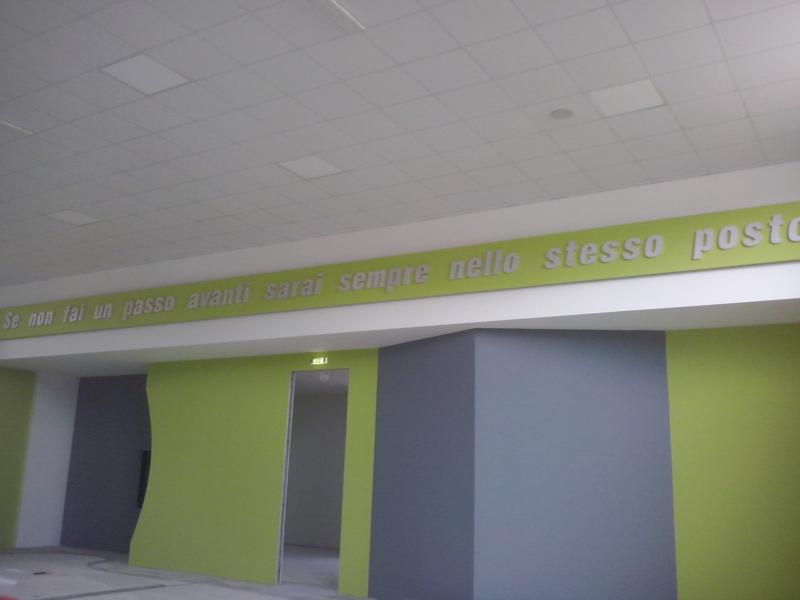 Se non fai un passo avanti sarai sempre nello stesso posto